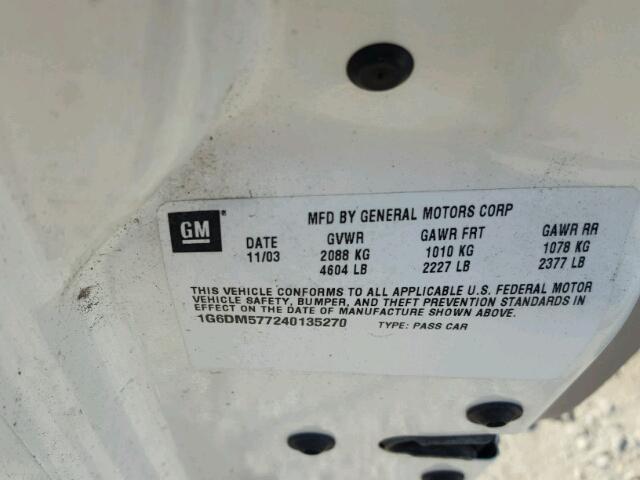 GM®
MFD BY GENERAL MOTORS CORP
DATE GVWR GAWR FRT GAWR RR
11/03 2088 KG 1010 KG 1078 KG
4604 LB 2227 LB 2377 LB
THIS VEHICLE CONFORMS TO ALL APPLICABLE U.S. FEDERAL MOTOR
VEHICLE SAFETY, BUMPER, AND THEFT PREVENTION STANDARDS IN
EFFECT ON THE DATE OF MANUFACTURE SHOWN ABOVE.
1G6DM577240135270 TYPE: PASS CAR